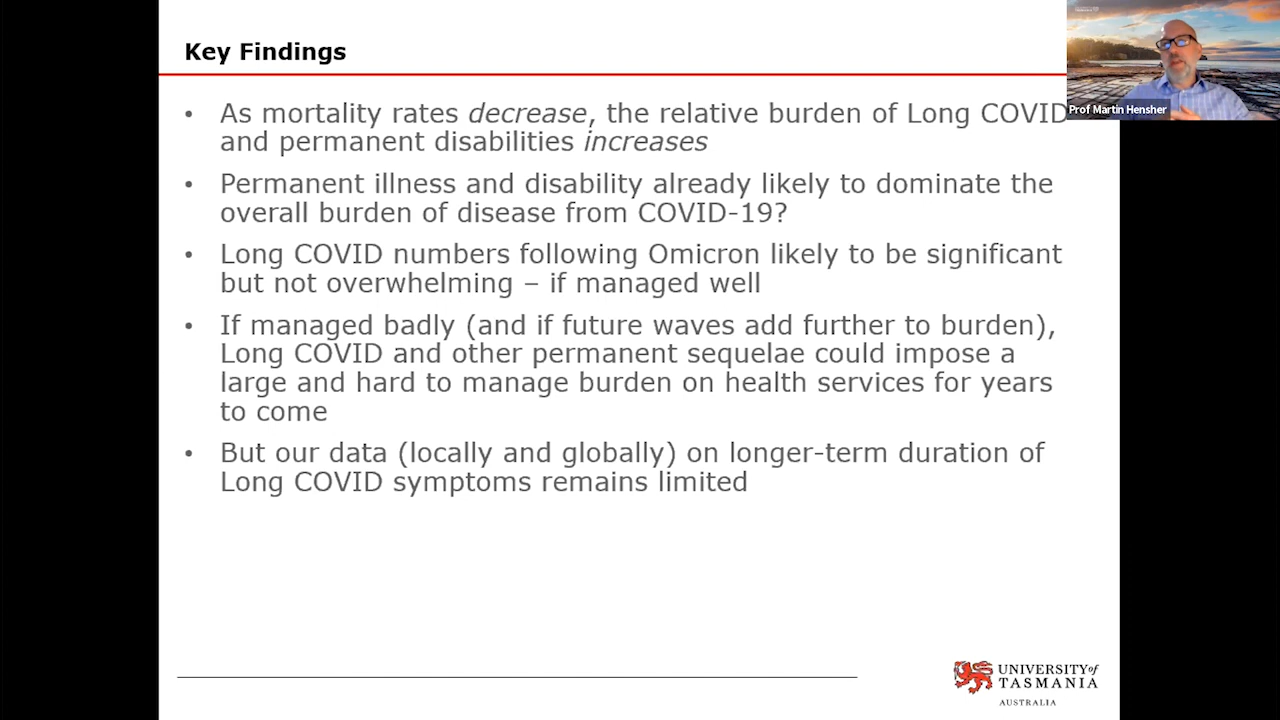 Key Findings
Prof Martin Hensher
• As mortality rates decrease, the relative burden of Long COVID
and permanent disabilities increases
• Permanent illness and disability already likely to dominate the
overall burden of disease from COVID-19?
• Long COVID numbers following Omicron likely to be significant
but not overwhelming – if managed well
• If managed badly (and if future waves add further to burden),
Long COVID and other permanent sequelae could impose a
large and hard to manage burden on health services for years
to come
• But our data (locally and globally) on longer-term duration of
Long COVID symptoms remains limited
UNIVERSITY of
TASMANIA
AUSTRALIA